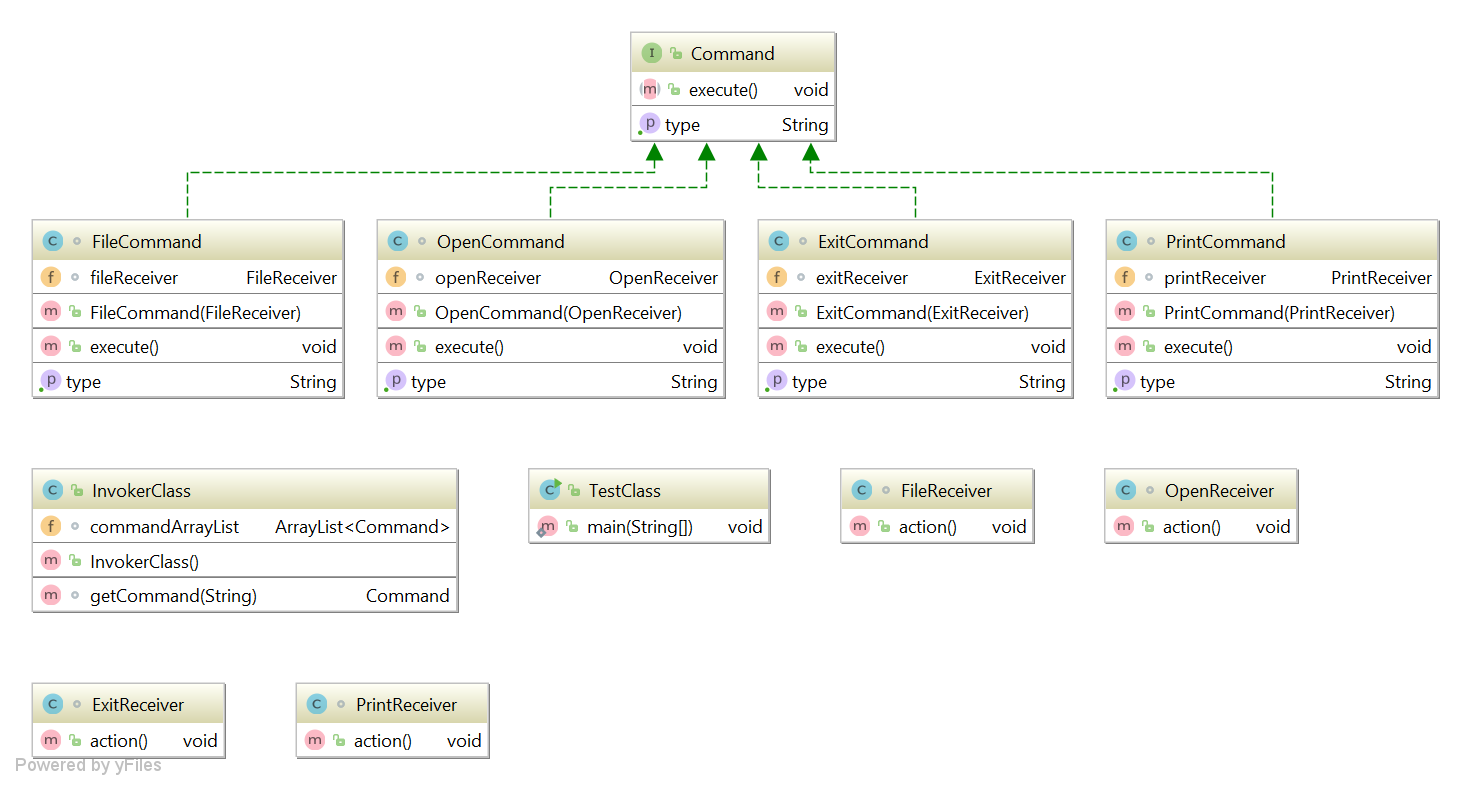 Command
execute() void
type String
FileCommand
fileReceiver FileReceiver
FileCommand(FileReceiver)
execute() void
type String
OpenCommand
openReceiver OpenReceiver
OpenCommand(OpenReceiver)
execute() void
type String
ExitCommand
exitReceiver ExitReceiver
ExitCommand(ExitReceiver)
execute() void
type String
PrintCommand
printReceiver PrintReceiver
PrintCommand(PrintReceiver)
execute() void
type String
InvokerClass
commandArrayList ArrayList<Command>
InvokerClass()
getCommand(String) Command
TestClass
main(String[]) void
FileReceiver
action() void
OpenReceiver
action() void
ExitReceiver
action() void
PrintReceiver
action() void
Powered by yFiles